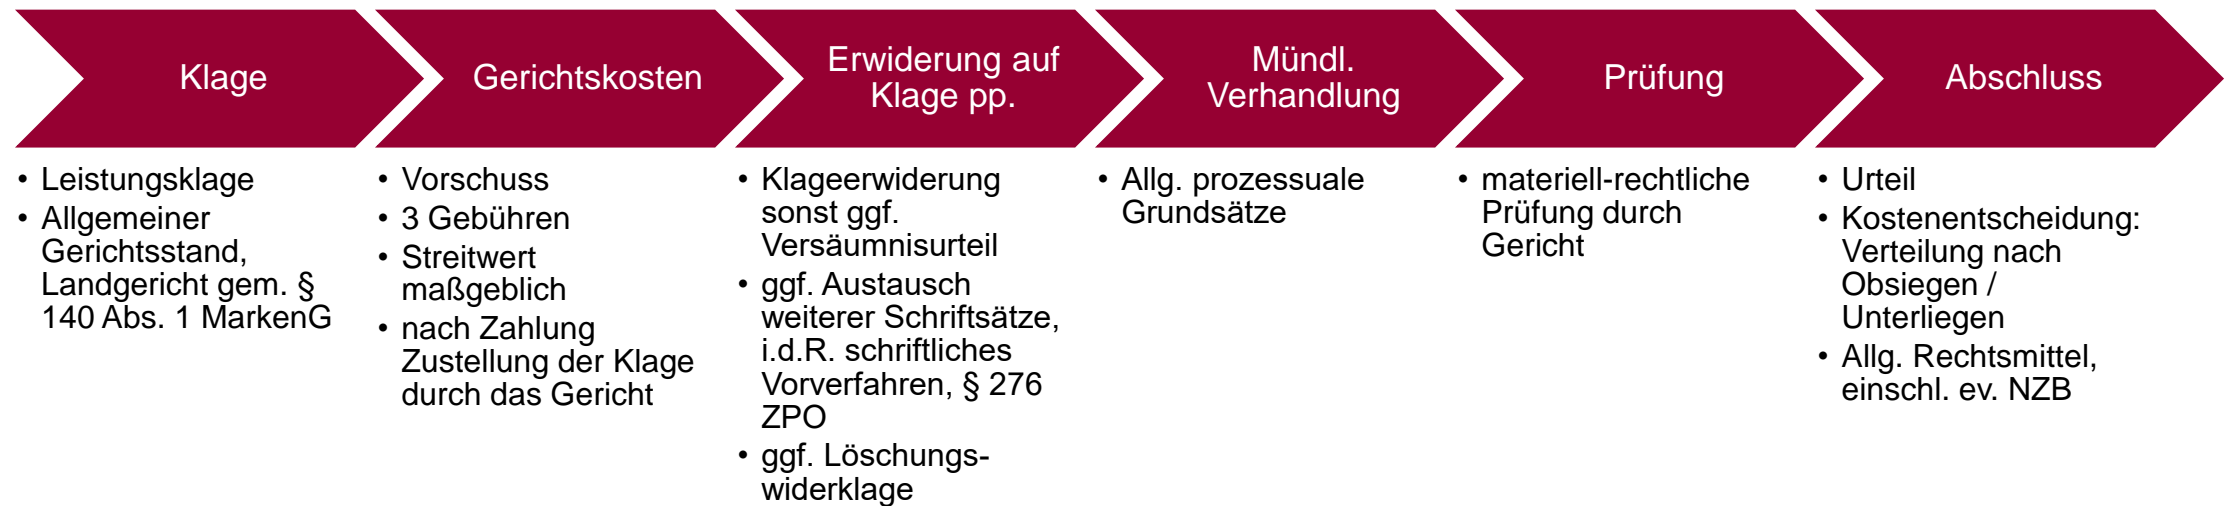 Klage
• Leistungsklage
• Allgemeiner
Gerichtsstand,
Landgericht gem. §
140 Abs. 1 MarkenG
Gerichtskosten
• Vorschuss
• 3 Gebühren
• Streitwert
maßgeblich
• nach Zahlung
Zustellung der Klage
durch das Gericht
Erwiderung auf
Klage pp.
• Klageerwiderung
sonst ggf.
Versäumnisurteil
• ggf. Austausch
weiterer Schriftsätze,
i.d.R. schriftliches
Vorverfahren, § 276
ZPO
• ggf. Löschungs-
widerklage
Mündl.
Verhandlung
• Allg. prozessuale
Grundsätze
Prüfung
• materiell-rechtliche
Prüfung durch
Gericht
Abschluss
• Urteil
• Kostenentscheidung:
Verteilung nach
Obsiegen /
Unterliegen
• Allg. Rechtsmittel,
einschl. ev. NZB